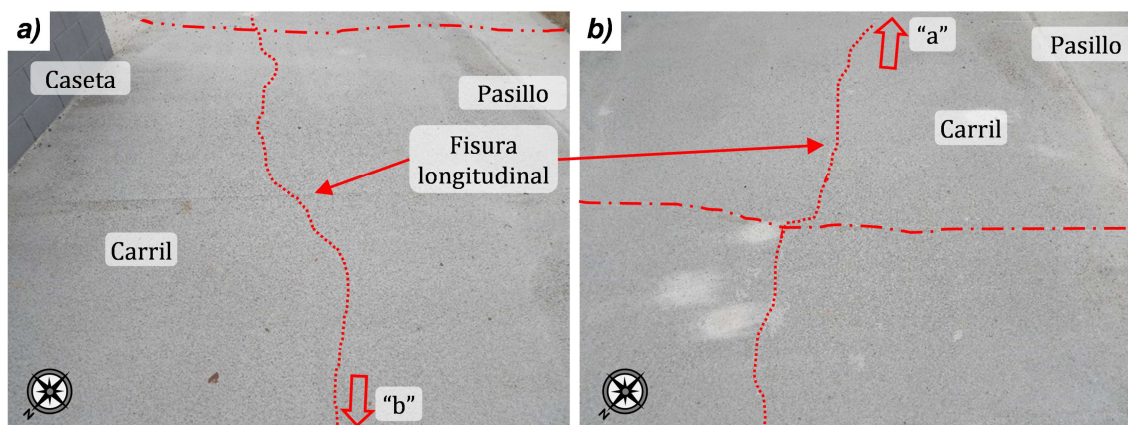 a)
Caseta
Pasillo
Fisura
longitudinal
Carril
"b"
N
b)
"a"
Pasillo
Carril
N